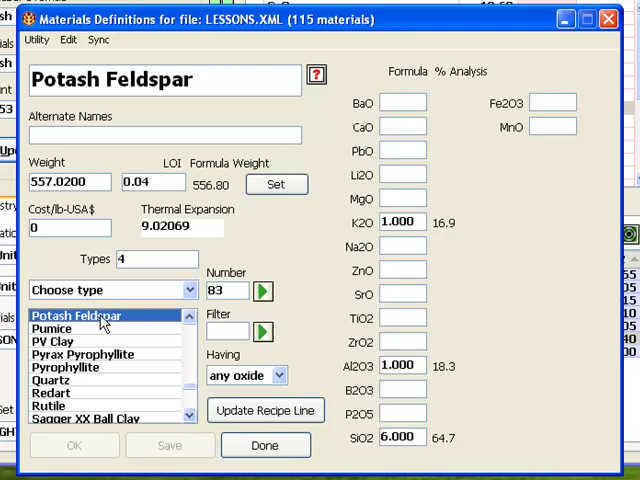 Materials Definitions for file: LESSONS.XML (115 materials)
Utility Edit Sync
Potash Feldspar
?
Formula % Analysis
Alternate Names
BaO
Fe2O3
CaO
MnO
PbO
Weight LOI Formula Weight
557.0200 0.04 556.80 Set
Li2O
MgO
Cost/lb-USA$ Thermal Expansion
0 9.02069
K2O 1.000 16.9
Na2O
Types 4
ZnO
Choose type
Number
83
SrO
Potash Feldspar
Pumice
PV Clay
Pyrax Pyrophyllite
Pyrophyllite
Quartz
Redart
Rutile
Sagger XX Ball Clay
Filter
Having
any oxide
TiO2
ZrO2
Al2O3 1.000 18.3
B2O3
P2O5
SiO2 6.000 64.7
Update Recipe Line
OK Save Done